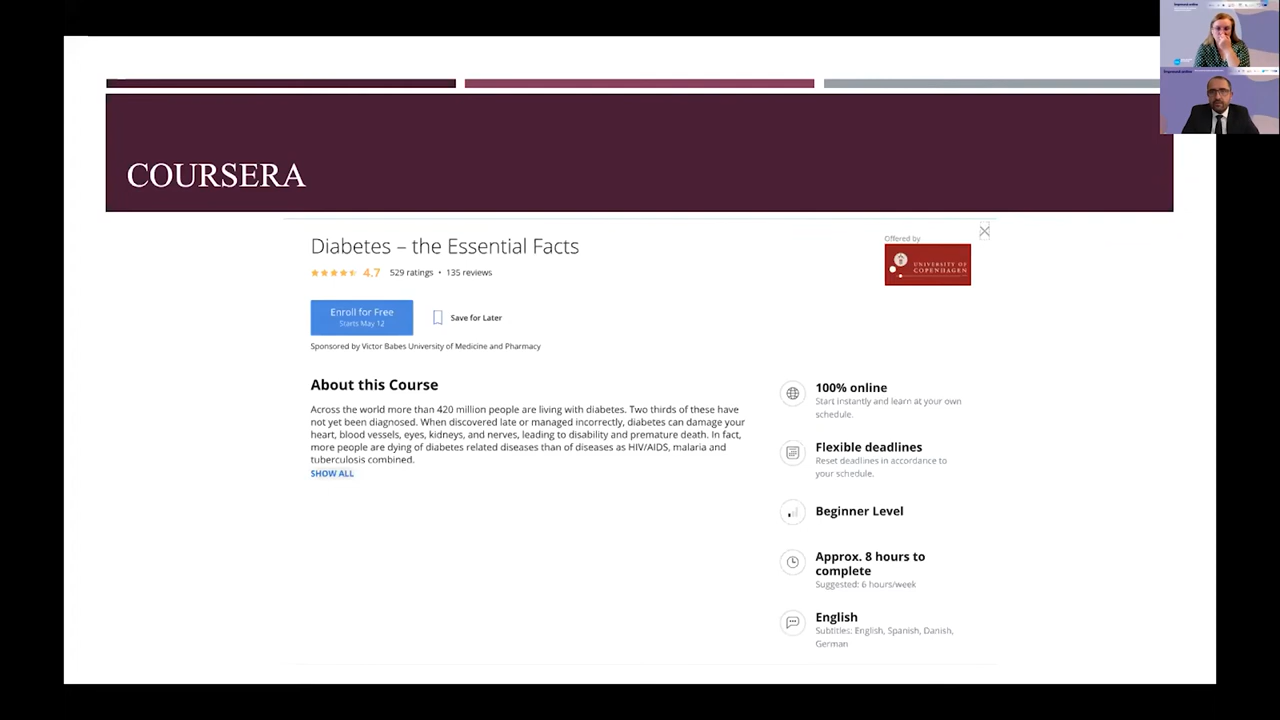 COURSERA
Diabetes – the Essential Facts
4.7 529 ratings • 135 reviews
Enroll for Free
Starts May 12
Save for Later
Sponsored by Victor Babes University of Medicine and Pharmacy
Offered by
UNIVERSITY OF
COPENHAGEN
About this Course
Across the world more than 420 million people are living with diabetes. Two thirds of these have
not yet been diagnosed. When discovered late or managed incorrectly, diabetes can damage your
heart, blood vessels, eyes, kidneys, and nerves, leading to disability and premature death. In fact,
more people are dying of diabetes related diseases than of diseases as HIV/AIDS, malaria and
tuberculosis combined.
SHOW ALL
100% online
Start instantly and learn at your own
schedule.
Flexible deadlines
Reset deadlines in accordance to
your schedule.
Beginner Level
Approx. 8 hours to
complete
Suggested: 6 hours/week
English
Subtitles: English, Spanish, Danish,
German